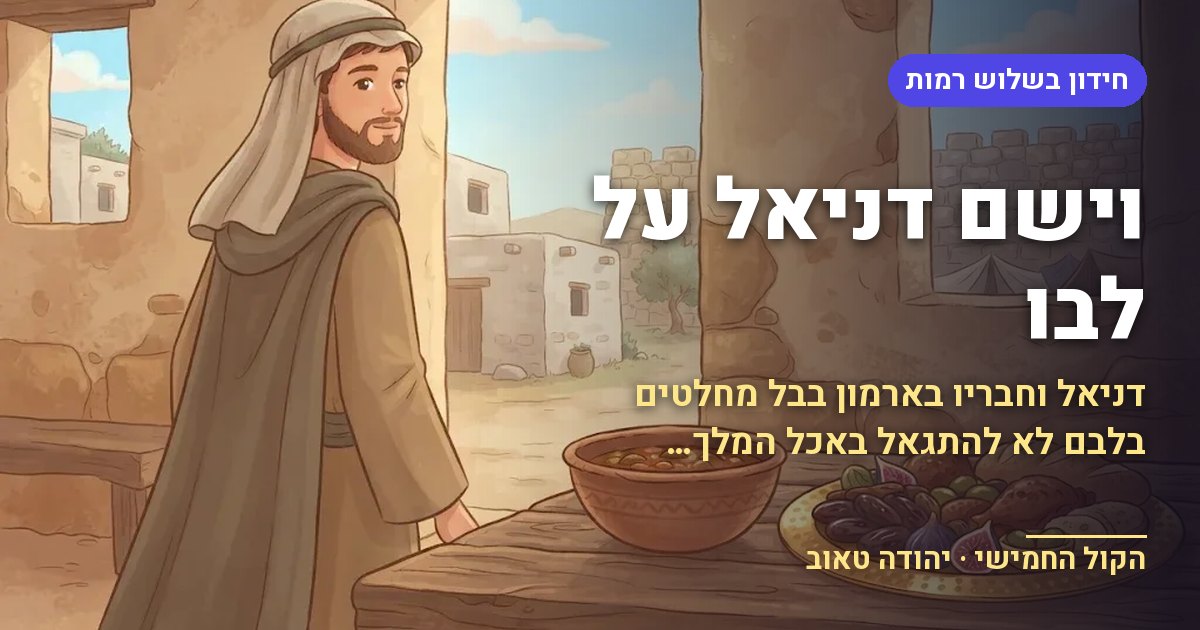 חידון בשלוש רמות
וישם דניאל על
לבו
דניאל וחבריו בארמון בבל מחלטים
בלבם לא להתגאל באכל המלך...
הקול החמישי · יהודה טאוב